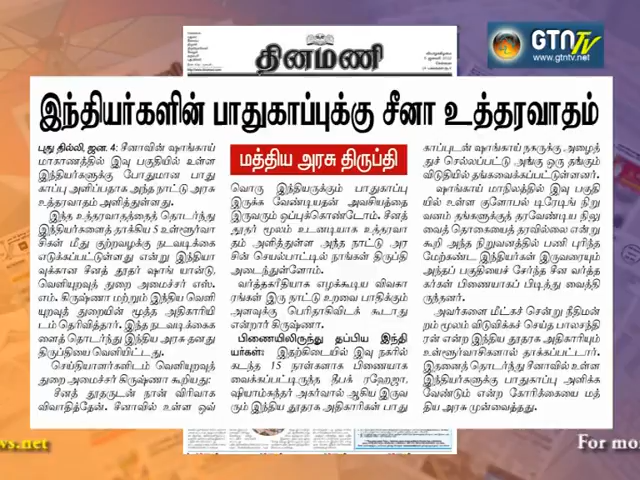 GTNTv
www.gtntv.net
தினமணி
இந்தியர்களின் பாதுகாப்புக்கு சீனா உத்தரவாதம்
மத்திய அரசு திருப்தி
புது தில்லி, ஜன. 4: சீனாவின் ஷாங்காய்
மாகாணத்தில் இவு பகுதியில் உள்ள
இந்தியர்களுக்கு போதுமான பாது
காப்பு அளிப்பதாக அந்த நாட்டு அரசு
உத்தரவாதம் அளித்துள்ளது.
இந்த உத்தரவாதத்தைத் தொடர்ந்து
இந்தியர்களைத் தாக்கிய 5 உள்ளூர்வா
சிகள் மீது குற்றவழக்கு நடவடிக்கை
எடுக்கப்பட்டுள்ளது என்று இந்தியா
வுக்கான சீனத் தூதர் ஷாங் யான்டு,
வெளியுறவுத் துறை அமைச்சர் எஸ்.
எம். கிருஷ்ணா மற்றும் இந்திய வெளி
யுறவுத் துறையின் மூத்த அதிகாரியி
டம் தெரிவித்தார். இந்த நடவடிக்கை
களைத் தொடர்ந்து இந்திய அரசு தனது
திருப்தியை வெளியிட்டது.
செய்தியாளர்களிடம் வெளியுறவுத்
துறை அமைச்சர் கிருஷ்ணா கூறியது:
சீனத் தூதருடன் நான் விரிவாக
விவாதித்தேன். சீனாவில் உள்ள ஒவ்
வொரு இந்தியருக்கும் பாதுகாப்பு
இருக்க வேண்டியதன் அவசியத்தை
இருவரும் ஒப்புக்கொண்டோம். சீனத்
தூதர் மூலம் உடனடியாக உத்தரவா
தம் அளித்துள்ள அந்த நாட்டு அர
சின் செயல்பாட்டில் நாங்கள் திருப்தி
அடைந்துள்ளோம்.
வர்த்தகரீதியாக எழக்கூடிய விவகா
ரங்கள் இரு நாட்டு உறவை பாதிக்கும்
அளவுக்கு பெரிதாகிவிடக் கூடாது
என்றார் கிருஷ்ணா.
பிணையிலிருந்து தப்பிய இந்தி
யர்கள்: இதற்கிடையில் இவு நகரில்
கடந்த 15 நாள்களாக பிணையாக
வைக்கப்பட்டிருந்த தீபக் ரஹேஜா,
ஷியாம்சுந்தர் அகர்வால் ஆகிய இருவ
ரும் இந்திய தூதரக அதிகாரிகள் பாது
காப்புடன் ஷாங்காய் நகருக்கு அழைத்
துச் செல்லப்பட்டு அங்கு ஒரு தங்கும்
விடுதியில் தங்கவைக்கப்பட்டுள்ளனர்.
ஷாங்காய் மாநிலத்தில் இவு பகுதி
யில் உள்ள குளோபல் டிரேடிங் நிறு
வனம் தங்களுக்குத் தரவேண்டிய நிலு
வைத் தொகையைத் தரவில்லை என்று
கூறி அந்த நிறுவனத்தில் பணி புரிந்த
மேற்கண்ட இந்தியர்கள் இருவரையும்
அந்தப் பகுதியைச் சேர்ந்த சீன வர்த்த
கர்கள் பிணையாகப் பிடித்து வைத்தி
ருந்தனர்.
அவர்களை மீட்கச் சென்று நீதிமன்
றம் மூலம் விடுவிக்கச் செய்த பாலசந்தி
ரன் என்ற இந்திய தூதரக அதிகாரியும்
உள்ளூர்வாசிகளால் தாக்கப்பட்டார்.
இதனைத் தொடர்ந்து சீனாவில் உள்ள
இந்தியர்களுக்கு பாதுகாப்பு அளிக்க
வேண்டும் என்ற கோரிக்கையை மத்
திய அரசு முன்வைத்தது.
ws.net
For mo